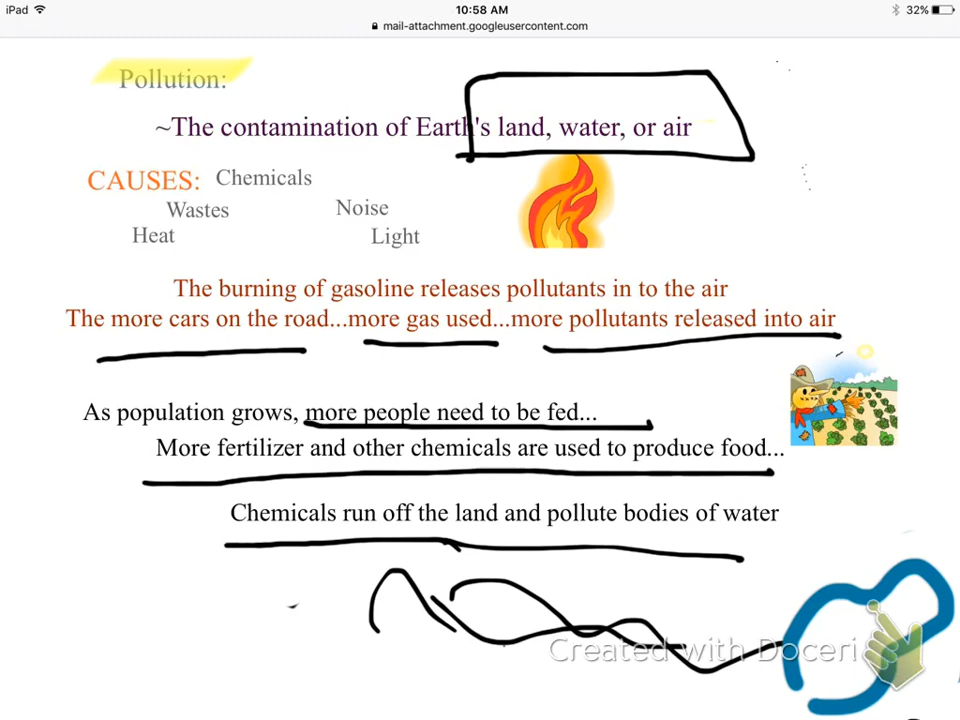 iPad 10:58 AM 32%
mail-attachment.googleusercontent.com
Pollution:
~The contamination of Earth's land, water, or air
CAUSES: Chemicals
Wastes Noise
Heat Light
The burning of gasoline releases pollutants in to the air
The more cars on the road...more gas used...more pollutants released into air
As population grows, more people need to be fed...
More fertilizer and other chemicals are used to produce food...
Chemicals run off the land and pollute bodies of water
Created with Doceri